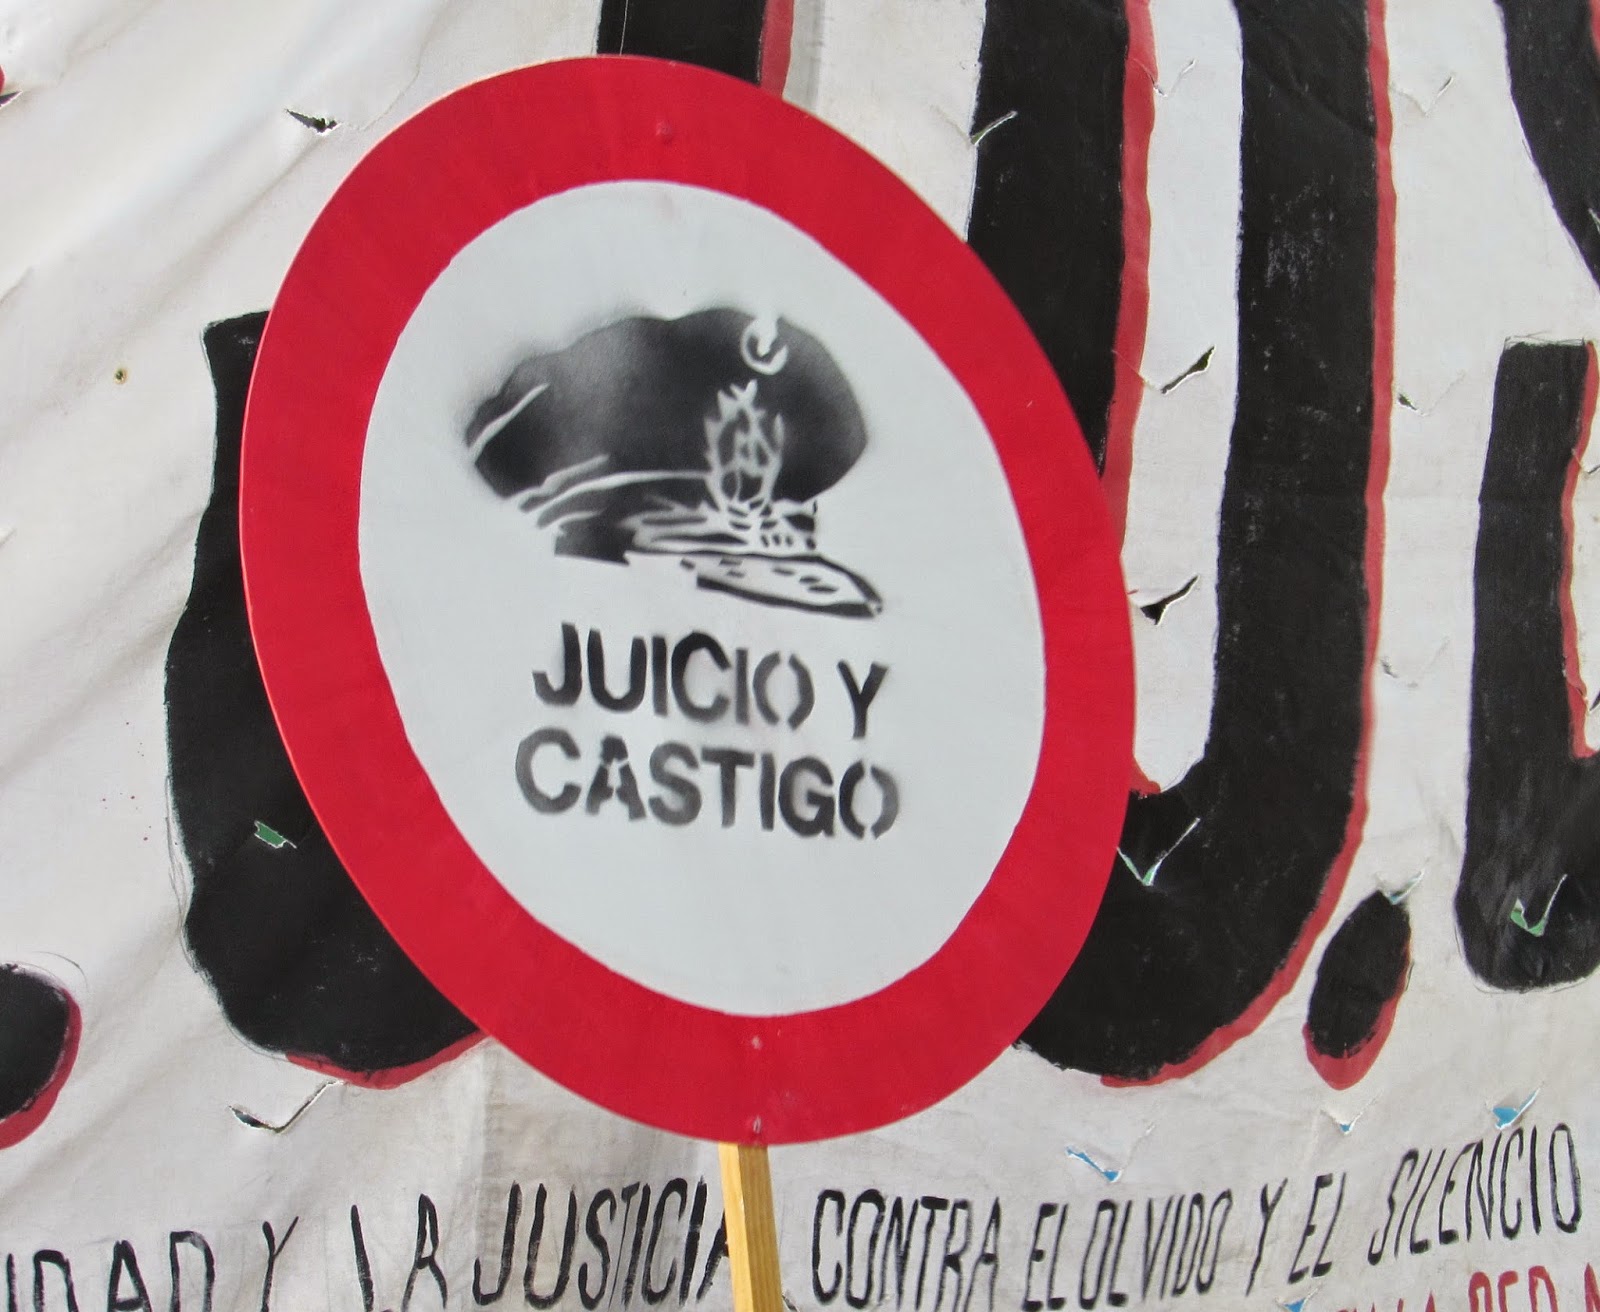 JUICIO Y
CASTIGO
Y LA JUSTICIA CONTRA EL OLVIDO Y EL SILENCIO